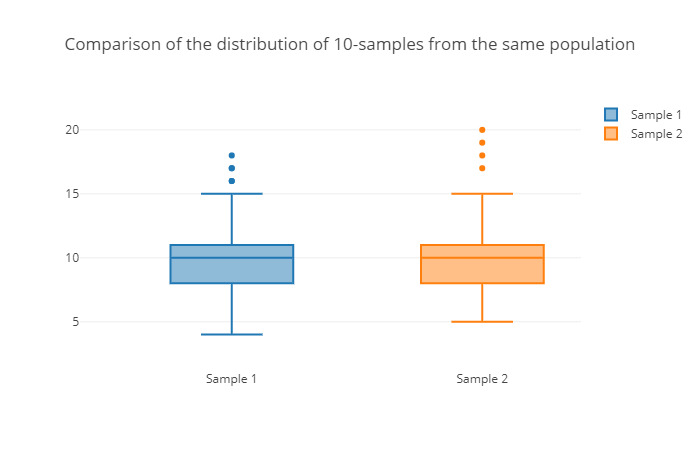 Comparison of the distribution of 10-samples from the same population
Sample 1
Sample 2
20
15
10
5
Sample 1
Sample 2